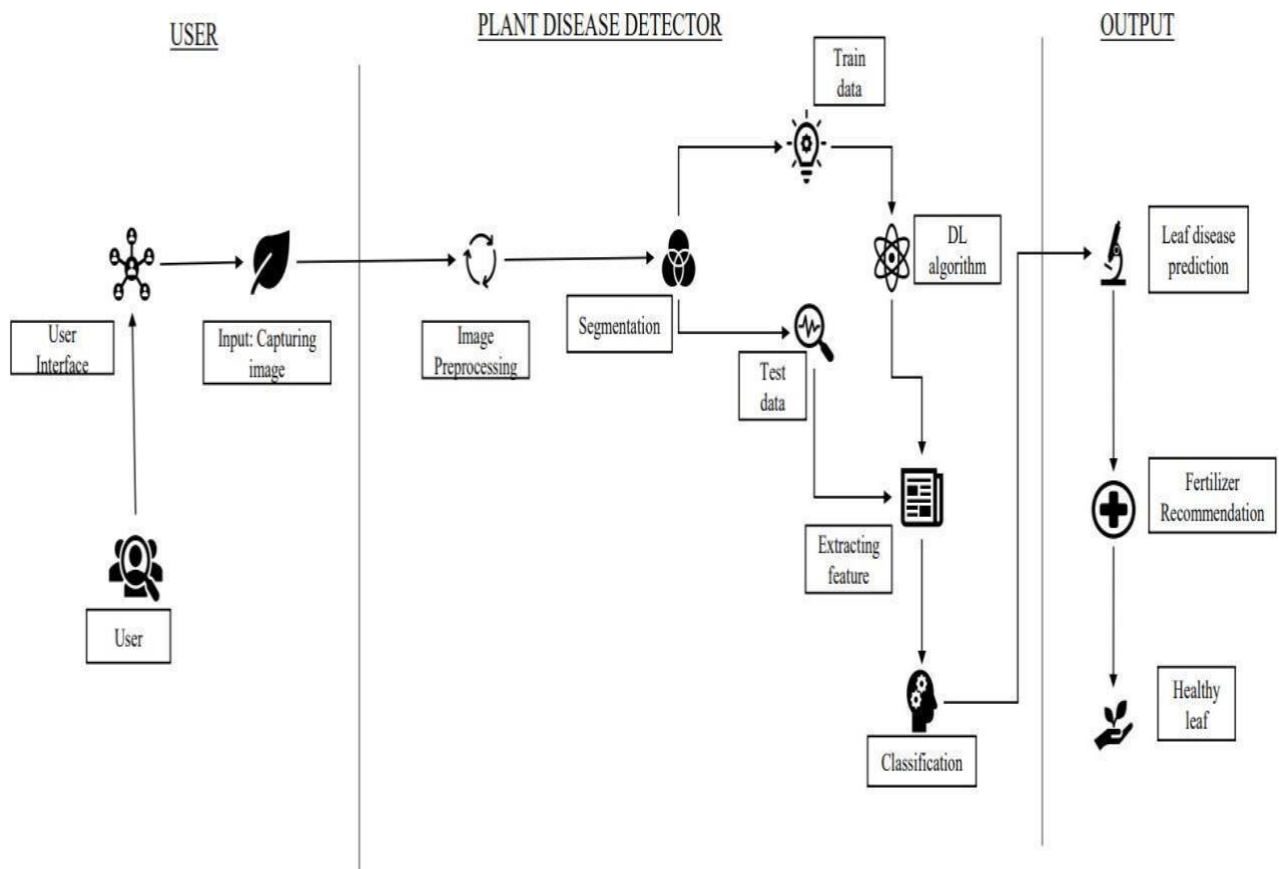 USER
PLANT DISEASE DETECTOR
OUTPUT
Train
data
User
Interface
Input: Capturing
image
Image
Preprocessing
Segmentation
DL
algorithm
Test
data
Leaf disease
prediction
Extracting
feature
Fertilizer
Recommendation
User
Classification
Healthy
leaf